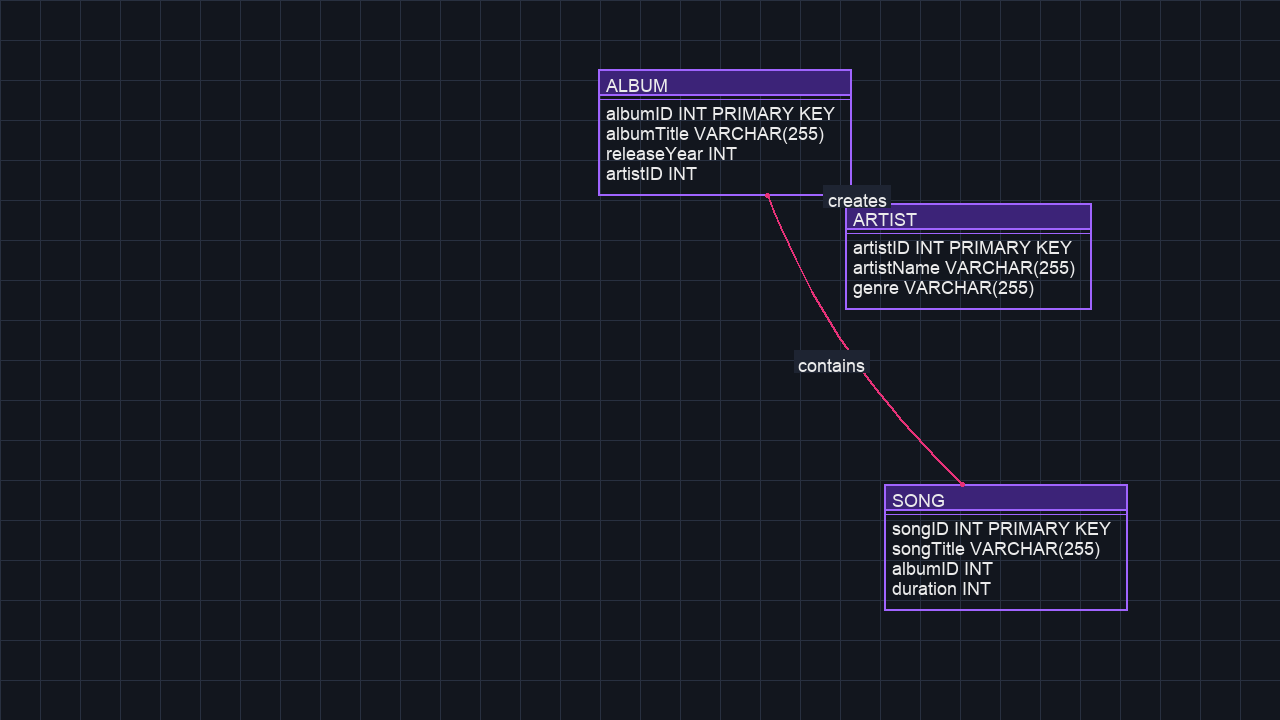 ALBUM
albumID INT PRIMARY KEY
albumTitle VARCHAR(255)
releaseYear INT
artistID INT
creates
ARTIST
artistID INT PRIMARY KEY
artistName VARCHAR(255)
genre VARCHAR(255)
contains
SONG
songID INT PRIMARY KEY
songTitle VARCHAR(255)
albumID INT
duration INT